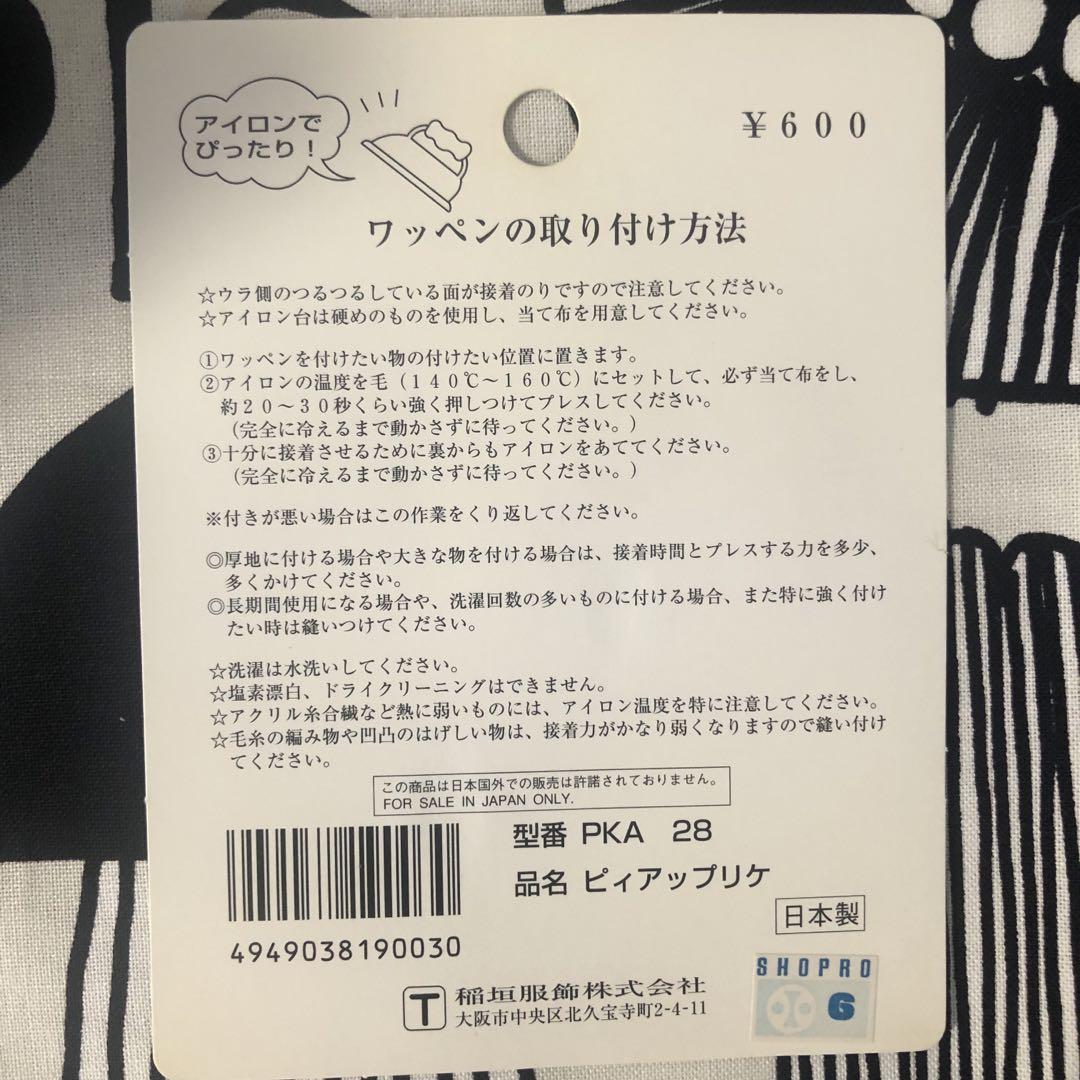 アイロンで
ぴったり！
￥６００
ワッペンの取り付け方法
☆ウラ側のつるつるしている面が接着のりですので注意してください。
☆アイロン台は硬めのものを使用し、当て布を用意してください。
①ワッペンを付けたい物の付けたい位置に置きます。
②アイロンの温度を毛（１４０℃～１６０℃）にセットして、必ず当て布をし、
約２０～３０秒くらい強く押しつけてプレスしてください。
（完全に冷えるまで動かさずに待ってください。）
③十分に接着させるために裏からもアイロンをあててください。
（完全に冷えるまで動かさずに待ってください。）
※付きが悪い場合はこの作業をくり返してください。
◎厚地に付ける場合や大きな物を付ける場合は、接着時間とプレスする力を多少、
多くかけてください。
◎長期間使用になる場合や、洗濯回数の多いものに付ける場合、また特に強く付け
たい時は縫いつけてください。
☆洗濯は水洗いしてください。
☆塩素漂白、ドライクリーニングはできません。
☆アクリル糸合繊など熱に弱いものには、アイロン温度を特に注意してください。
☆毛糸の編み物や凹凸のはげしい物は、接着力がかなり弱くなりますので縫い付け
てください。
この商品は日本国外での販売は許諾されておりません。
FOR SALE IN JAPAN ONLY.
型番 PKA 28
品名 ピィアップリケ
日本製
4949038190030
SHOPRO
G
T 稲垣服飾株式会社
大阪市中央区北久宝寺町2-4-11